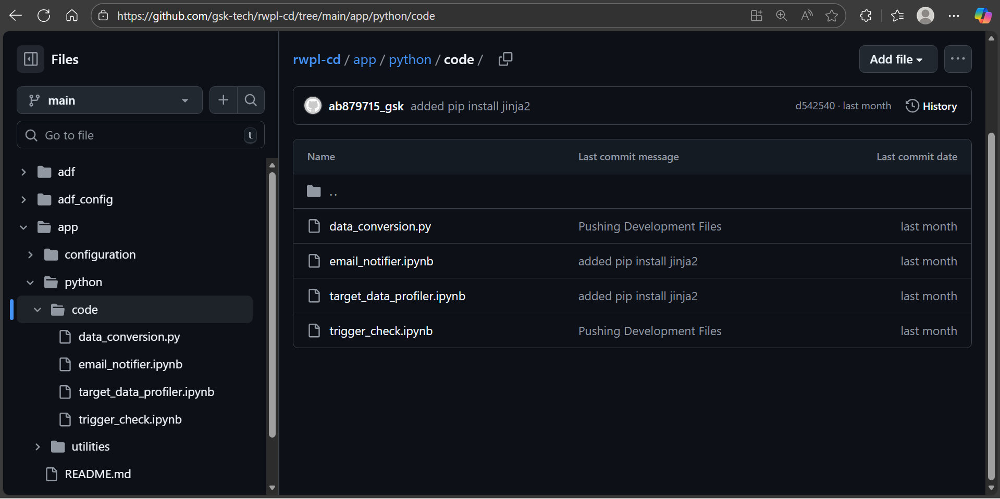 https://github.com/gsk-tech/rwpl-cd/tree/main/app/python/code
Files
main
Go to file
t
adf
adf_config
app
configuration
python
code
data_conversion.py
email_notifier.ipynb
target_data_profiler.ipynb
trigger_check.ipynb
utilities
README.md
rwpl-cd / app / python / code /
Add file
ab879715_gsk added pip install jinja2 d542540 · last month History
Name Last commit message Last commit date
..
data_conversion.py Pushing Development Files last month
email_notifier.ipynb added pip install jinja2 last month
target_data_profiler.ipynb added pip install jinja2 last month
trigger_check.ipynb Pushing Development Files last month